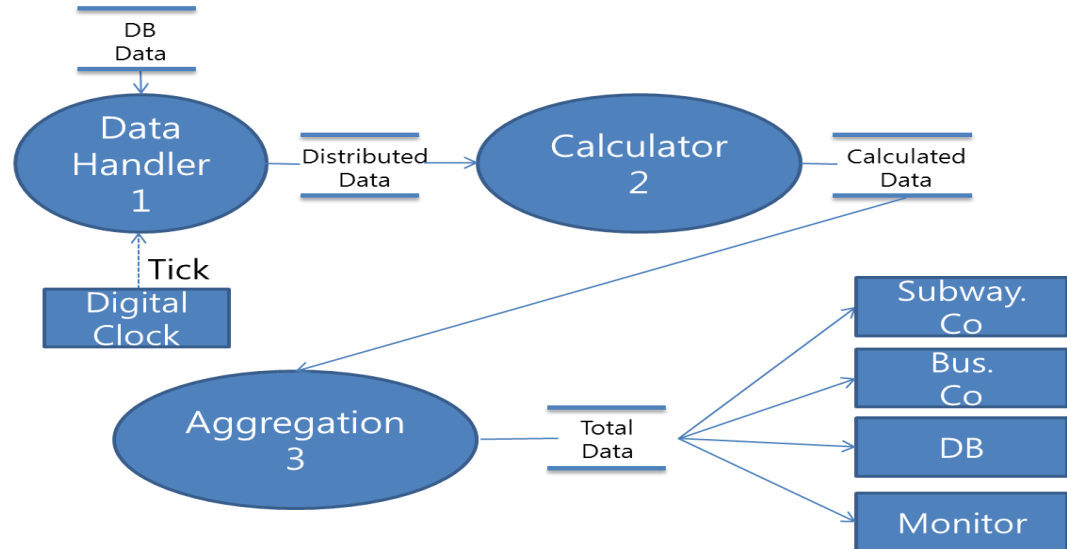 DB
Data
Data
Handler
1
Distributed
Data
Calculator
2
Calculated
Data
Tick
Digital
Clock
Aggregation
3
Total
Data
Subway.
Co
Bus.
Co
DB
Monitor